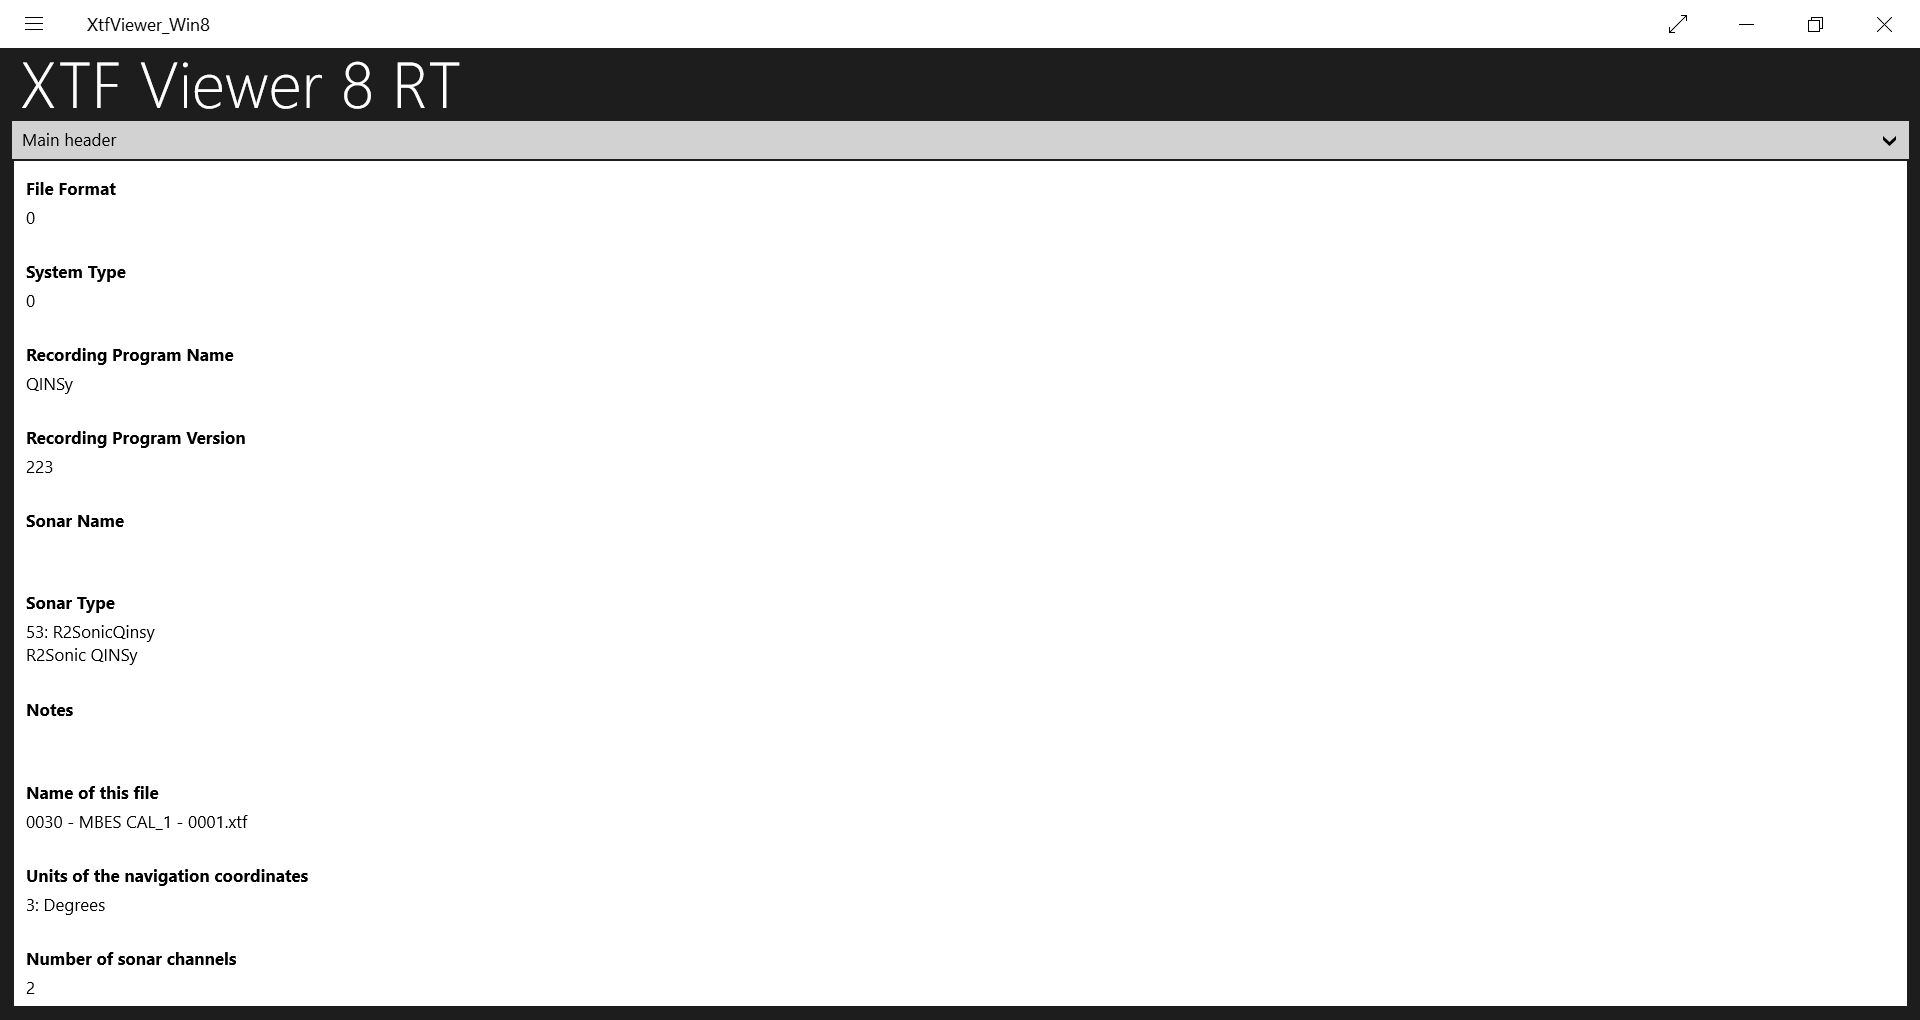 XtfViewer_Win8
XTF Viewer 8 RT
Main header
File Format
0
System Type
0
Recording Program Name
QINSy
Recording Program Version
223
Sonar Name
Sonar Type
53: R2SonicQinsy
R2Sonic QINSy
Notes
Name of this file
0030 - MBES CAL_1 - 0001.xtf
Units of the navigation coordinates
3: Degrees
Number of sonar channels
2